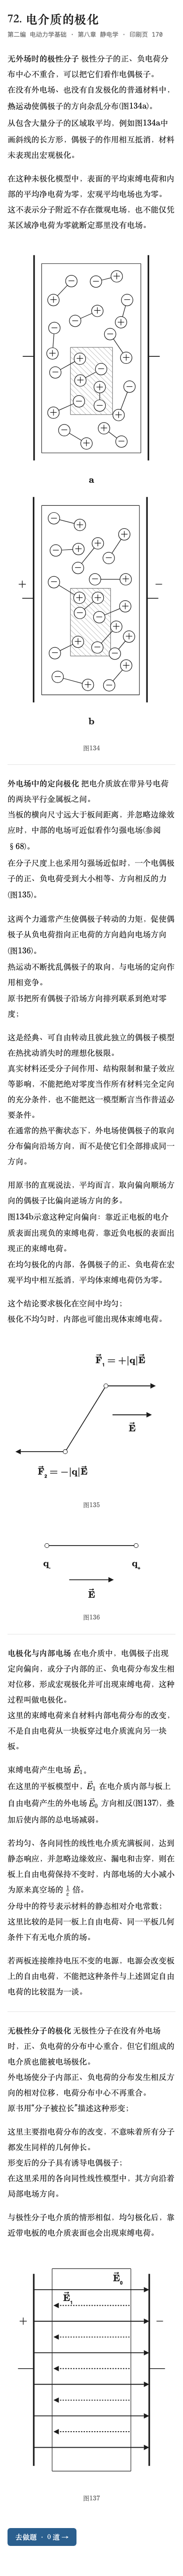 72. 电介质的极化
第二编 电动力学基础 · 第八章 静电学 · 印刷页 170
无外场时的极性分子 极性分子的正、负电荷分
布中心不重合，可以把它们看作电偶极子。
在没有外电场、也没有自发极化的普通材料中，
热运动使偶极子的方向杂乱分布(图134a)。
从包含大量分子的区域取平均，例如图134a中
画斜线的长方形，偶极子的作用相互抵消，材料
未表现出宏观极化。
在这种未极化模型中，表面的平均束缚电荷和内
部的平均净电荷为零，宏观平均电场也为零。
这不表示分子附近不存在微观电场，也不能仅凭
某区域净电荷为零就断定那里没有电场。
a
+
−
b
图134
外电场中的定向极化 把电介质放在带异号电荷
的两块平行金属板之间。
当板的横向尺寸远大于板间距离，并忽略边缘效
应时，中部的电场可近似看作匀强电场(参阅
§68)。
在分子尺度上也采用匀强场近似时，一个电偶极
子的正、负电荷受到大小相等、方向相反的力
(图135)。
这两个力通常产生使偶极子转动的力矩，促使偶
极子从负电荷指向正电荷的方向趋向电场方向
(图136)。
热运动不断扰乱偶极子的取向，与电场的定向作
用相竞争。
原书把所有偶极子沿场方向排列联系到绝对零
度；
这是经典、可自由转动且彼此独立的偶极子模型
在热扰动消失时的理想化极限。
真实材料还受分子间作用、结构限制和量子效应
等影响，不能把绝对零度当作所有材料完全定向
的充分条件，也不能把这一模型断言当作普适必
要条件。
在通常的热平衡状态下，外电场使偶极子的取向
分布偏向沿场方向，而不是使它们全部排成同一
方向。
用原书的直观说法，平均而言，取向偏向顺场方
向的偶极子比偏向逆场方向的多。
图134b示意这种定向偏向：靠近正电板的电介
质表面出现负的束缚电荷，靠近负电板的表面出
现正的束缚电荷。
在均匀极化的内部，各偶极子的正、负电荷在宏
观平均中相互抵消，平均体束缚电荷仍为零。
这个结论要求极化在空间中均匀；
极化不均匀时，内部也可能出现体束缚电荷。
F⃗₁ = +|q|E⃗
E⃗
F⃗₂ = −|q|E⃗
图135
q₋ q₊
E⃗
图136
电极化与内部电场 在电介质中，电偶极子出现
定向偏向，或分子内部的正、负电荷分布发生相
对位移，形成宏观极化并可出现束缚电荷，这种
过程叫做电极化。
这里的束缚电荷来自材料内部电荷分布的改变，
不是自由电荷从一块板穿过电介质流向另一块
板。
束缚电荷产生电场 E⃗₁。
在这里的平板模型中，E⃗₁ 在电介质内部与板上
自由电荷产生的外电场 E⃗₀ 方向相反(图137)，叠
加后使内部的总电场减弱。
若均匀、各向同性的线性电介质充满板间，达到
静态响应，并忽略边缘效应、漏电和击穿，则在
板上自由电荷保持不变时，内部电场的大小减小
为原来真空场的 1/ε 倍。
分母中的符号表示材料的静态相对介电常数；
这里比较的是同一板上自由电荷、同一平板几何
条件下有无电介质的场。
若两板连接维持电压不变的电源，电源会改变板
上的自由电荷，不能把这种条件与上述固定自由
电荷的比较混为一谈。
无极性分子的极化 无极性分子在没有外电场
时，正、负电荷的分布中心重合，但它们组成的
电介质也能被电场极化。
外电场使分子内部正、负电荷的分布发生相反方
向的相对位移，电荷分布中心不再重合。
原书用“分子被拉长”描述这种形变；
这里主要指电荷分布的改变，不意味着所有分子
都发生同样的几何伸长。
形变后的分子具有诱导电偶极子；
在这里采用的各向同性线性模型中，其方向沿着
局部电场方向。
与极性分子电介质的情形相似，均匀极化后，靠
近带电板的电介质表面也会出现束缚电荷。
E⃗₀
E⃗₁
+
−
图137
去做题 · 0 道 →